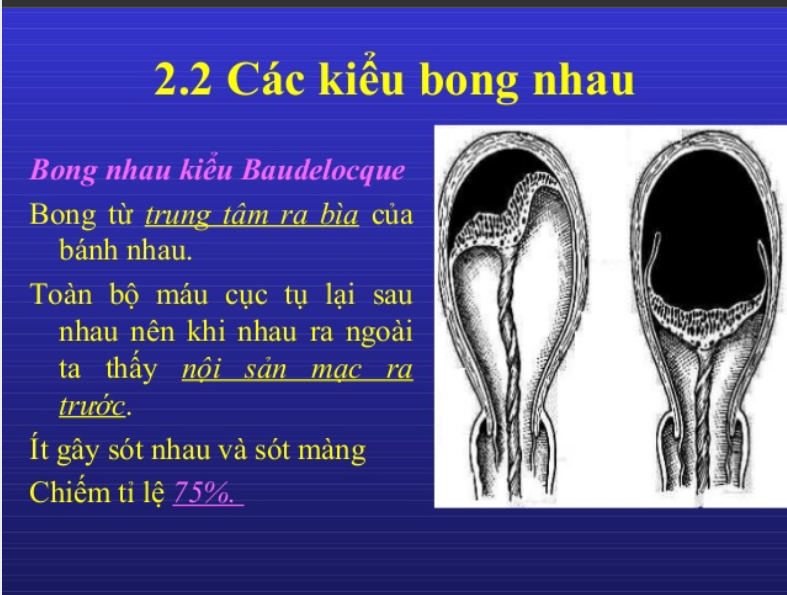 2.2 Các kiểu bong nhau
Bong nhau kiểu Baudelocque
Bong từ trung tâm ra bìa của
bánh nhau.
Toàn bộ máu cục tụ lại sau
nhau nên khi nhau ra ngoài
ta thấy nội sản mạc ra
trước.
Ít gây sót nhau và sót màng
Chiếm tỉ lệ 75%.